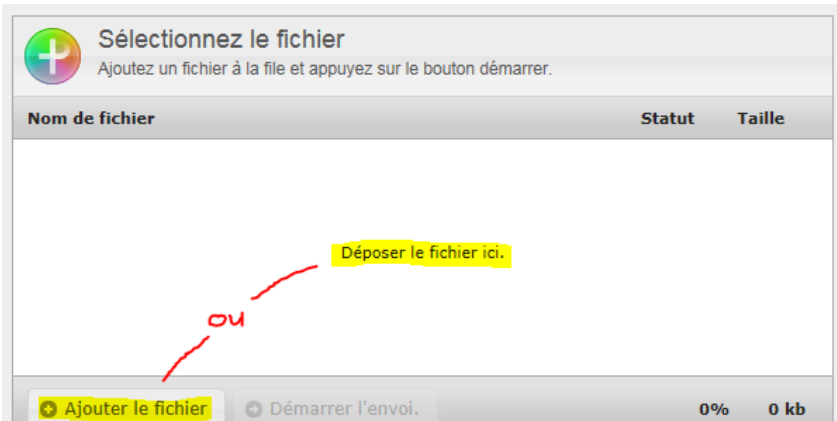 Sélectionnez le fichier
Ajoutez un fichier à la file et appuyez sur le bouton démarrer.
Nom de fichier Statut Taille
Déposer le fichier ici.
ou
Ajouter le fichier Démarrer l'envoi. 0% 0 kb